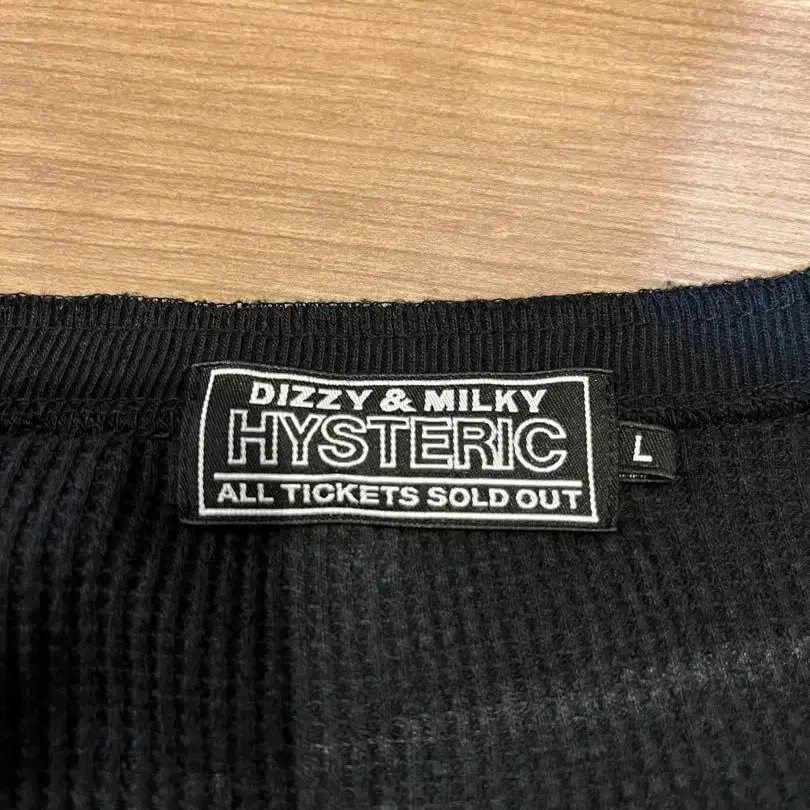 DIZZY & MILKY
HYSTERIC
ALL TICKETS SOLD OUT
L